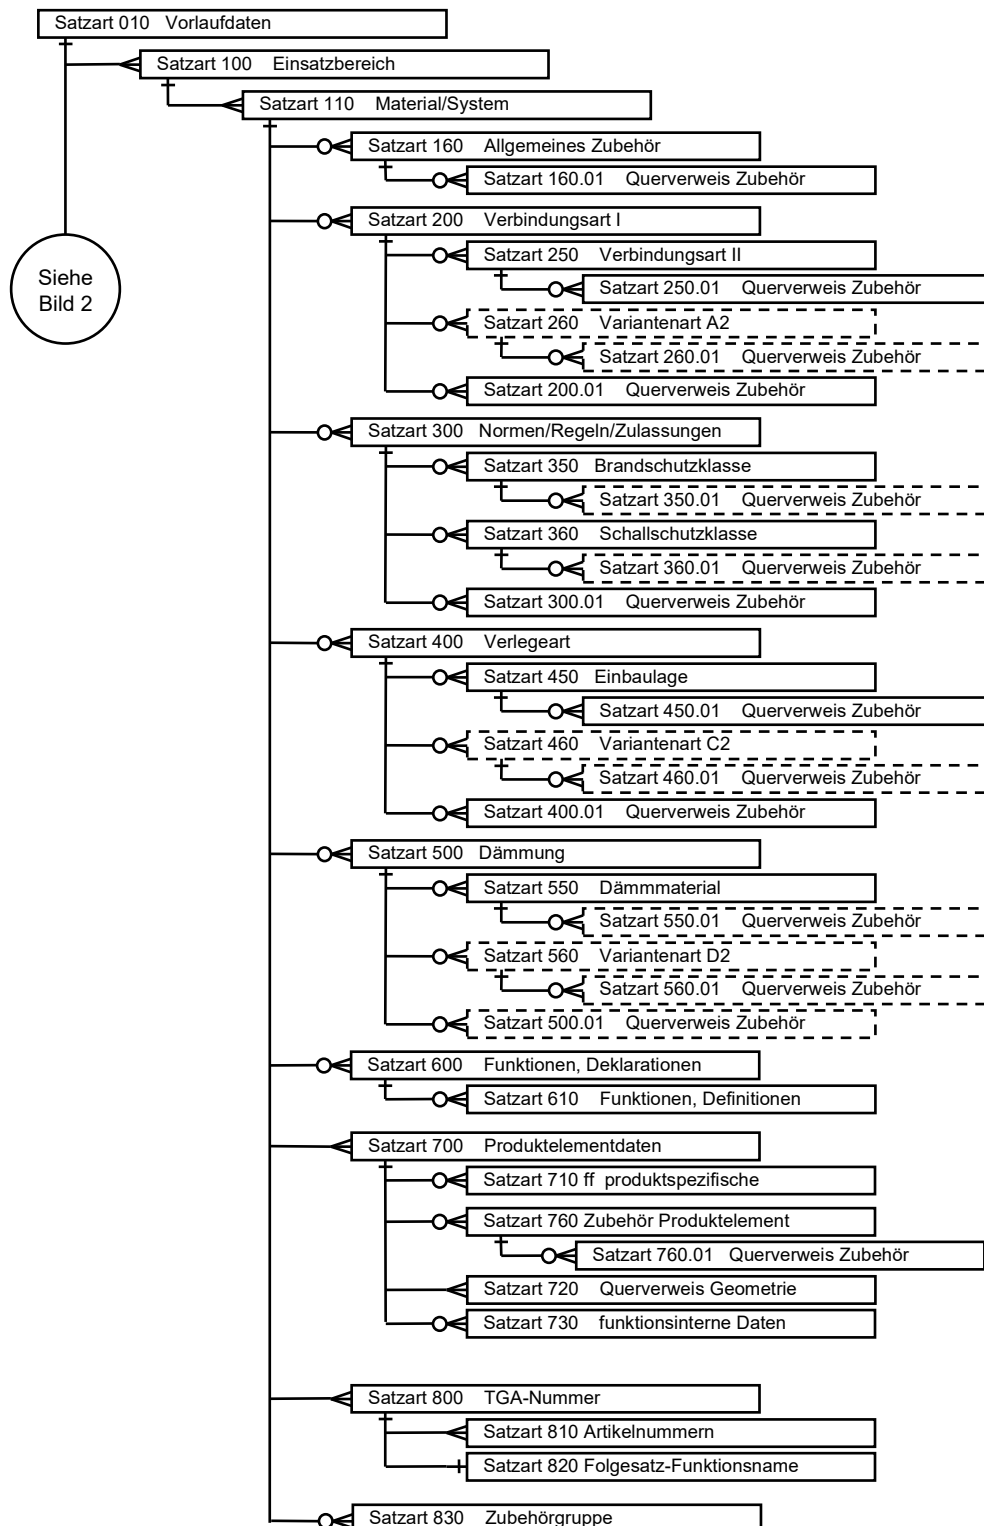 Satzart 010 Vorlaufdaten
Satzart 100 Einsatzbereich
Satzart 110 Material/System
Satzart 160 Allgemeines Zubehör
Satzart 160.01 Querverweis Zubehör
Satzart 200 Verbindungsart I
Satzart 250 Verbindungsart II
Siehe
Bild 2
Satzart 250.01 Querverweis Zubehör
Satzart 260 Variantenart A2
Satzart 260.01 Querverweis Zubehör
Satzart 200.01 Querverweis Zubehör
Satzart 300 Normen/Regeln/Zulassungen
Satzart 350 Brandschutzklasse
Satzart 350.01 Querverweis Zubehör
Satzart 360 Schallschutzklasse
Satzart 360.01 Querverweis Zubehör
Satzart 300.01 Querverweis Zubehör
Satzart 400 Verlegeart
Satzart 450 Einbaulage
Satzart 450.01 Querverweis Zubehör
Satzart 460 Variantenart C2
Satzart 460.01 Querverweis Zubehör
Satzart 400.01 Querverweis Zubehör
Satzart 500 Dämmung
Satzart 550 Dämmmaterial
Satzart 550.01 Querverweis Zubehör
Satzart 560 Variantenart D2
Satzart 560.01 Querverweis Zubehör
Satzart 500.01 Querverweis Zubehör
Satzart 600 Funktionen, Deklarationen
Satzart 610 Funktionen, Definitionen
Satzart 700 Produktelementdaten
Satzart 710 ff produktspezifische
Satzart 760 Zubehör Produktelement
Satzart 760.01 Querverweis Zubehör
Satzart 720 Querverweis Geometrie
Satzart 730 funktionsinterne Daten
Satzart 800 TGA-Nummer
Satzart 810 Artikelnummern
Satzart 820 Folgesatz-Funktionsname
Satzart 830 Zubehörgruppe